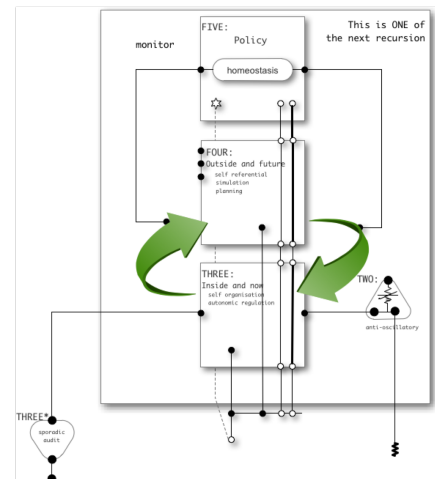 FIVE:
Policy
This is ONE of
the next recursion
monitor
homeostasis
FOUR:
Outside and future
self referential
simulation
planning
THREE:
Inside and now
self organisation
autonomic regulation
TWO:
anti-oscillatory
THREE*
sporadic
audit